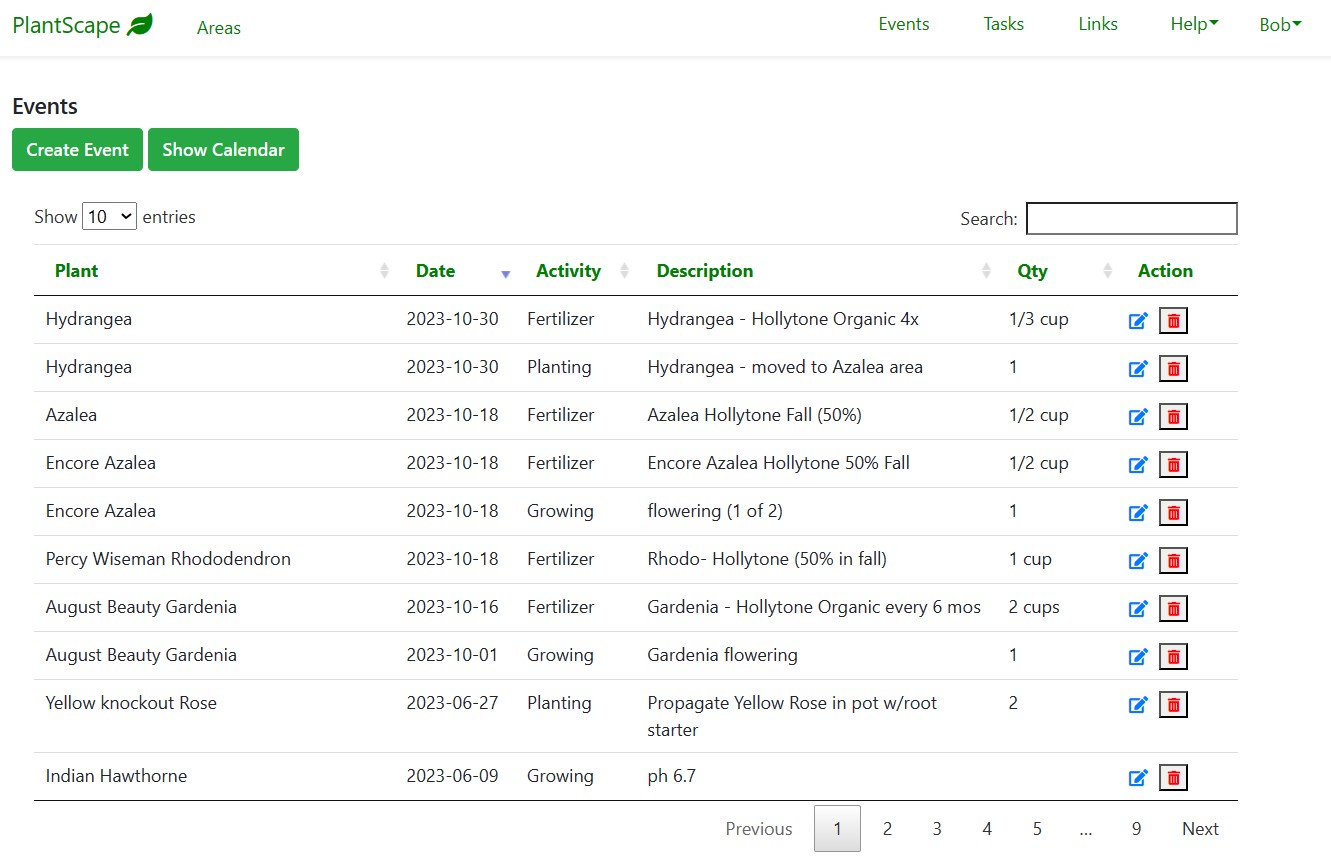 PlantScape Areas Events Tasks Links Help Bob
Events
Create Event Show Calendar
Show 10 entries Search:
Plant Date Activity Description Qty Action
Hydrangea 2023-10-30 Fertilizer Hydrangea - Hollytone Organic 4x 1/3 cup
Hydrangea 2023-10-30 Planting Hydrangea - moved to Azalea area 1
Azalea 2023-10-18 Fertilizer Azalea Hollytone Fall (50%) 1/2 cup
Encore Azalea 2023-10-18 Fertilizer Encore Azalea Hollytone 50% Fall 1/2 cup
Encore Azalea 2023-10-18 Growing flowering (1 of 2) 1
Percy Wiseman Rhododendron 2023-10-18 Fertilizer Rhodo- Hollytone (50% in fall) 1 cup
August Beauty Gardenia 2023-10-16 Fertilizer Gardenia - Hollytone Organic every 6 mos 2 cups
August Beauty Gardenia 2023-10-01 Growing Gardenia flowering 1
Yellow knockout Rose 2023-06-27 Planting Propagate Yellow Rose in pot w/root 2
starter
Indian Hawthorne 2023-06-09 Growing ph 6.7
Previous 1 2 3 4 5 ... 9 Next